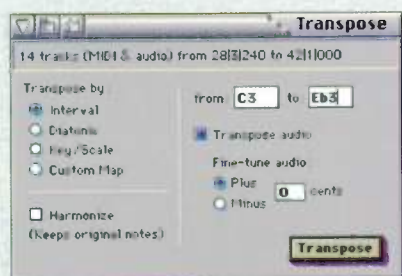 Transpose
14 tracks (MIDI & audio) from 28|3|240 to 42|1|000
Transpose by
Interval
Diatonic
Key/Scale
Custom Map
Harmonize
(Keeps original notes)
from C3 to Eb3
Transpose audio
Fine-tune audio
Plus
Minus
0 cents
Transpose